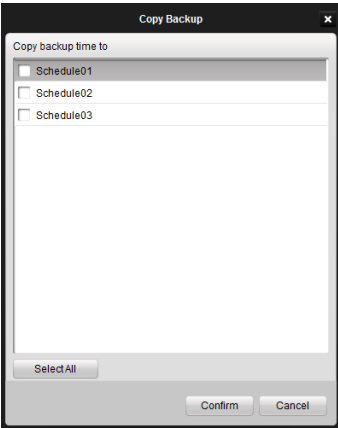 Copy Backup
Copy backup time to
Schedule01
Schedule02
Schedule03
Select All
Confirm Cancel